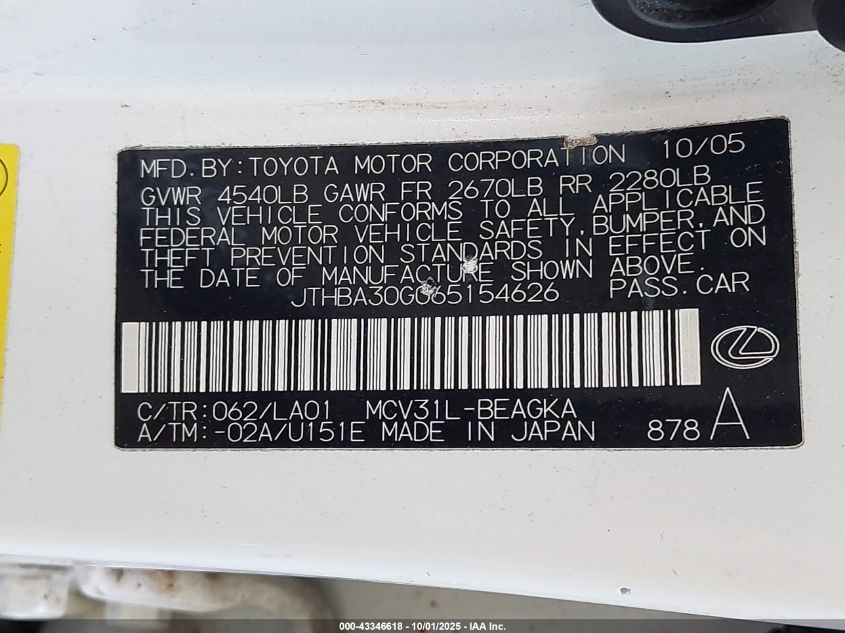 MFD.BY:TOYOTA MOTOR CORPORATION 10/05
GVWR 4540LB GAWR FR 2670LB RR 2280LB
THIS VEHICLE CONFORMS TO ALL APPLICABLE
FEDERAL MOTOR VEHICLE SAFETY,BUMPER,AND
THEFT PREVENTION STANDARDS IN EFFECT ON
THE DATE OF MANUFACTURE SHOWN ABOVE.
JTHBA30G065154626 PASS.CAR
C/TR:062/LA01 MCV31L-BEAGKA
A/TM:-02A/U151E MADE IN JAPAN 878 A
000-43346618 - 10/01/2025 - IAA Inc.